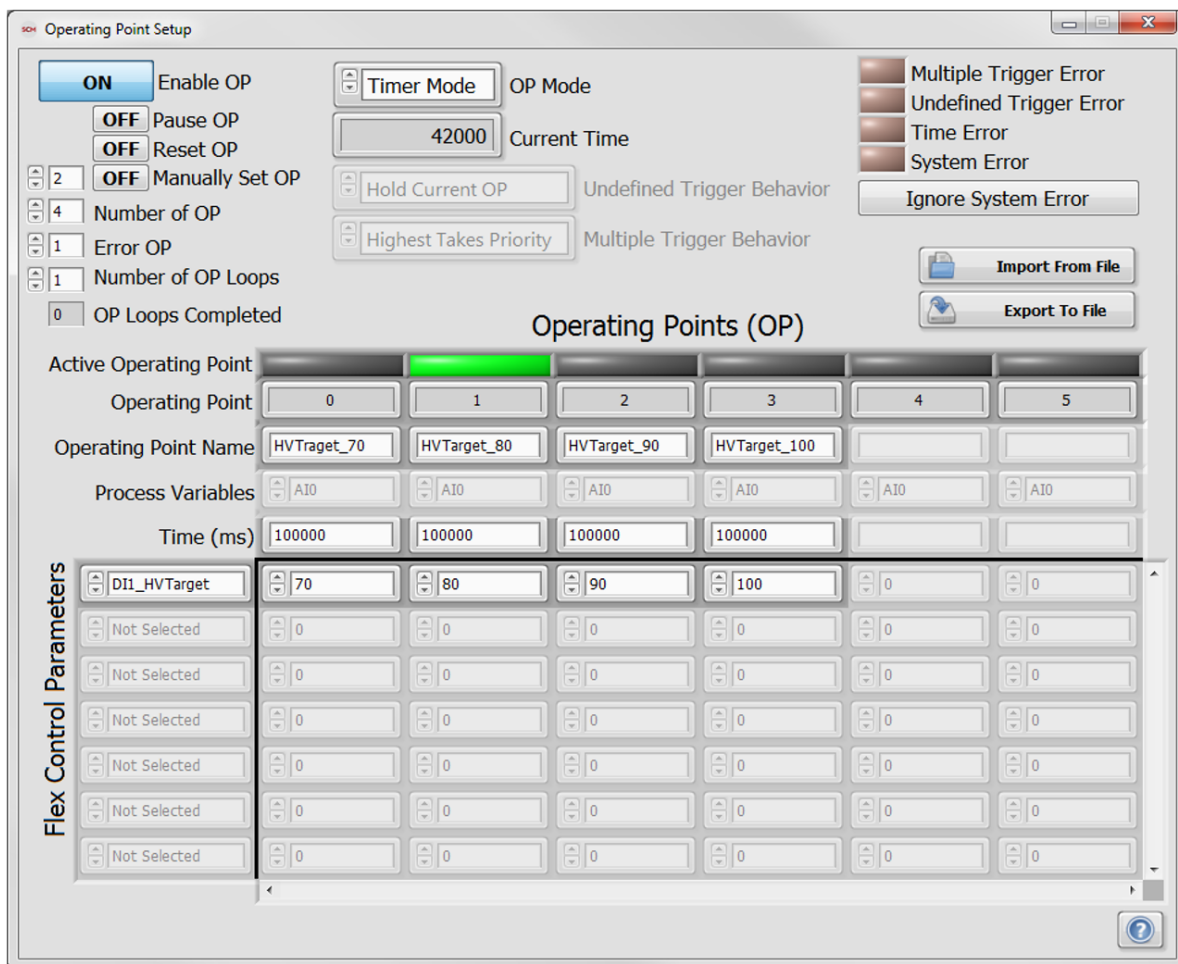 SCH Operating Point Setup
ON Enable OP
Timer Mode OP Mode
Multiple Trigger Error
Undefined Trigger Error
Time Error
System Error
OFF Pause OP
42000 Current Time
OFF Reset OP
2 OFF Manually Set OP
Hold Current OP Undefined Trigger Behavior
Ignore System Error
4 Number of OP
Highest Takes Priority Multiple Trigger Behavior
1 Error OP
1 Number of OP Loops
Import From File
0 OP Loops Completed
Export To File
Operating Points (OP)
Active Operating Point
Operating Point 0 1 2 3 4 5
Operating Point Name HVTraget_70 HVTarget_80 HVTarget_90 HVTarget_100
Process Variables AI0 AI0 AI0 AI0 AI0 AI0
Time (ms) 100000 100000 100000 100000
Flex Control Parameters
DI1_HVTarget 70 80 90 100 0 0
Not Selected 0 0 0 0 0 0
Not Selected 0 0 0 0 0 0
Not Selected 0 0 0 0 0 0
Not Selected 0 0 0 0 0 0
Not Selected 0 0 0 0 0 0
Not Selected 0 0 0 0 0 0
?